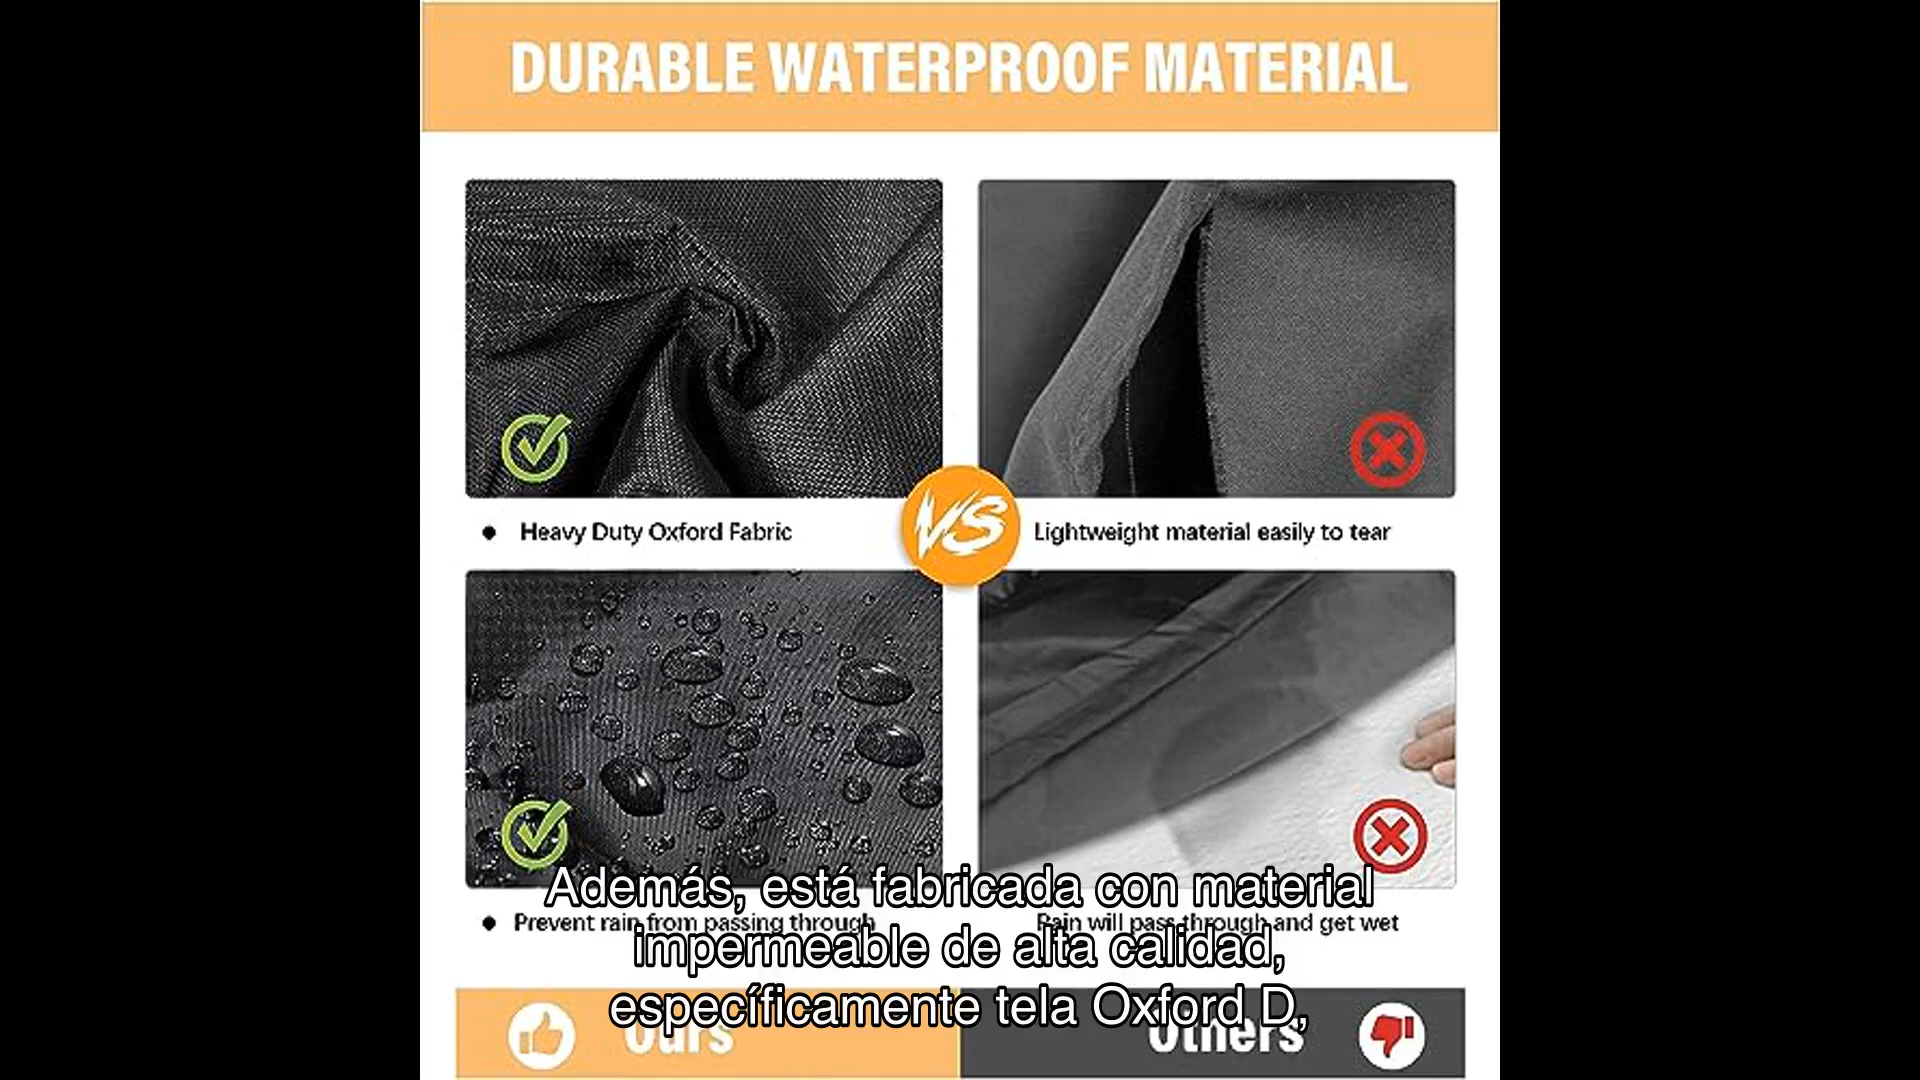 DURABLE WATERPROOF MATERIAL
Heavy Duty Oxford Fabric
VS
Lightweight material easily to tear
Prevent rain from passing through
Rain will pass through and get wet
Además, está fabricada con material
impermeable de alta calidad,
específicamente tela Oxford D,
Ours
Others